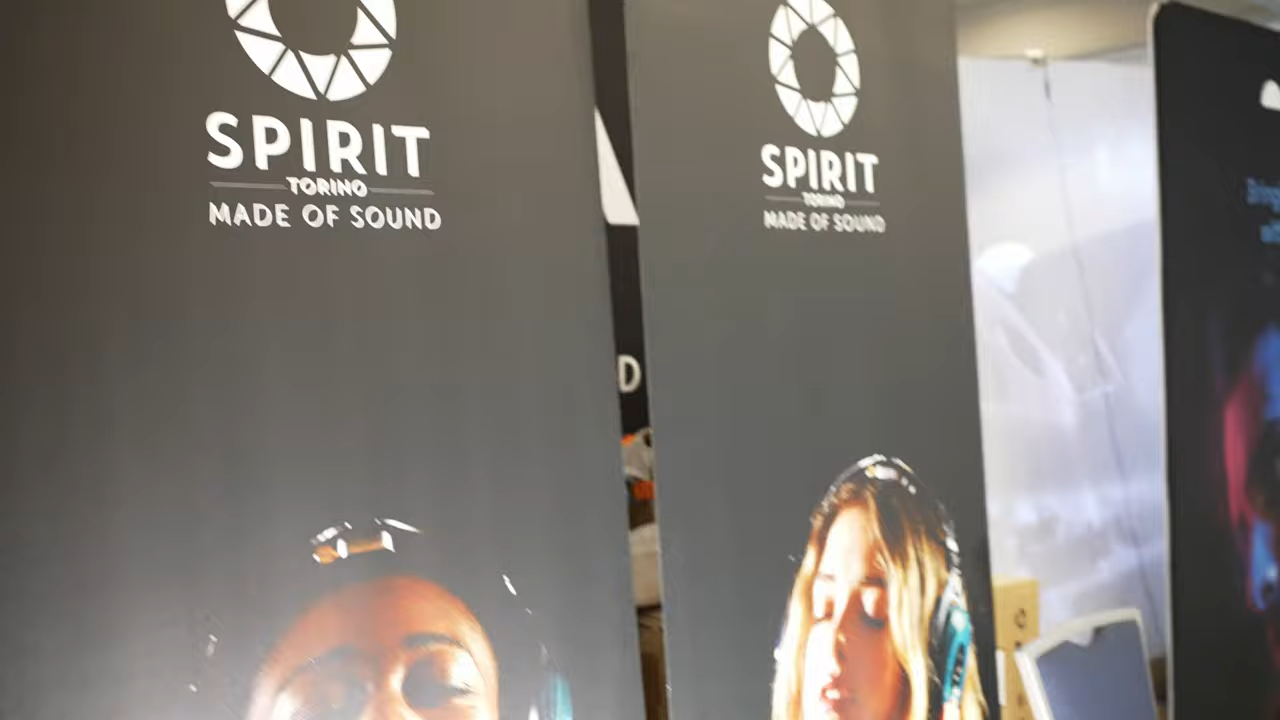 SPIRIT
TORINO
MADE OF SOUND
SPIRIT
TORINO
MADE OF SOUND
D